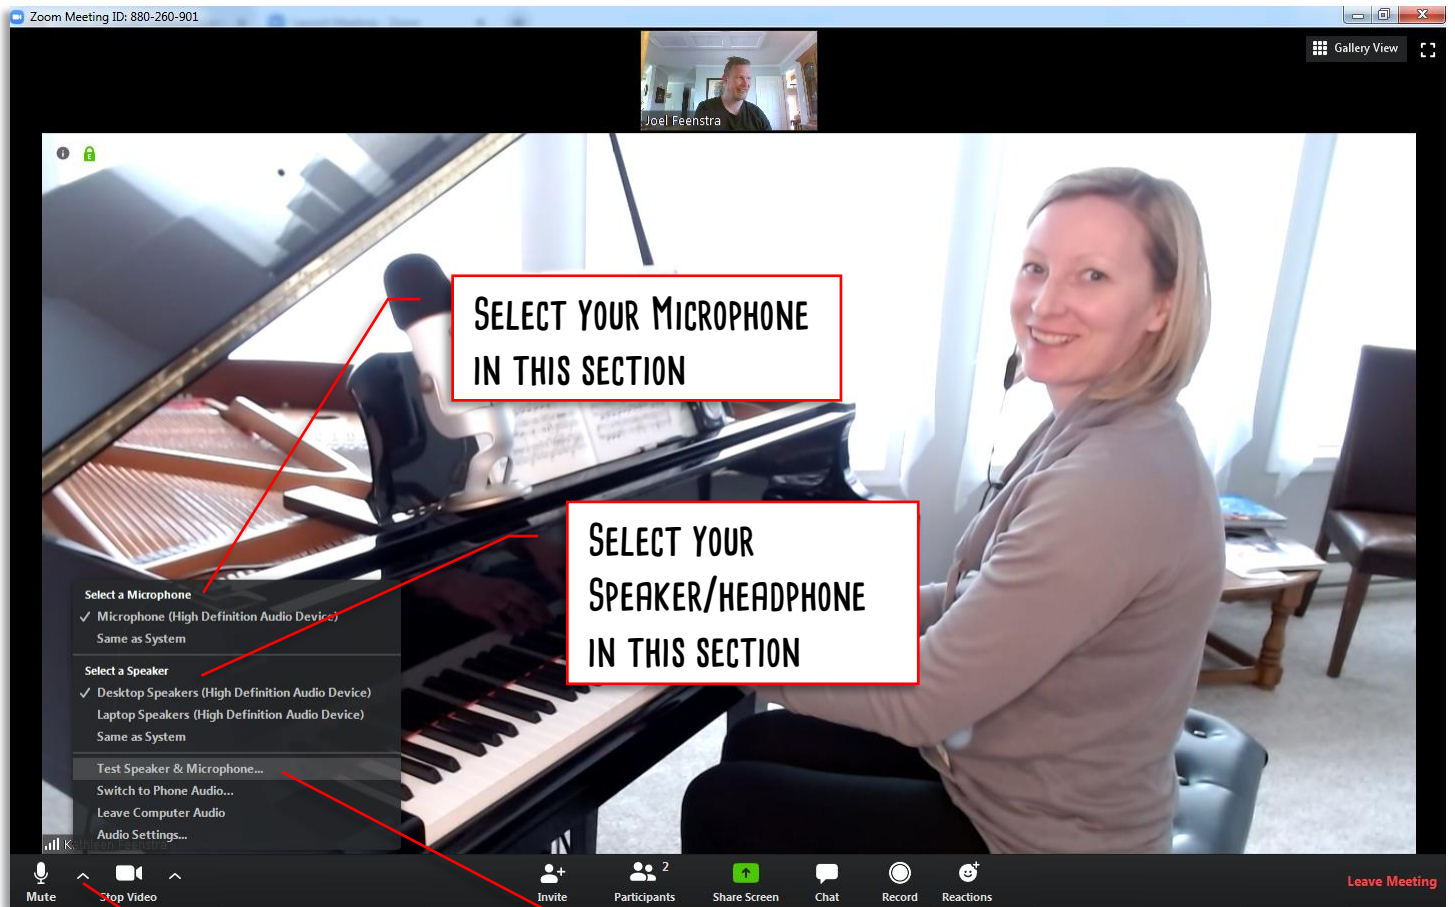 Zoom Meeting ID: 880-260-901
Gallery View
Joel Feenstra
SELECT YOUR MICROPHONE
IN THIS SECTION
SELECT YOUR
SPEAKER/HEADPHONE
IN THIS SECTION
Select a Microphone
✓ Microphone (High Definition Audio Device)
Same as System
Select a Speaker
✓ Desktop Speakers (High Definition Audio Device)
Laptop Speakers (High Definition Audio Device)
Same as System
Test Speaker & Microphone...
Switch to Phone Audio...
Leave Computer Audio
Audio Settings...
Kathleen Feenstra
Mute
Stop Video
Invite
Participants
2
Share Screen
Chat
Record
Reactions
Leave Meeting